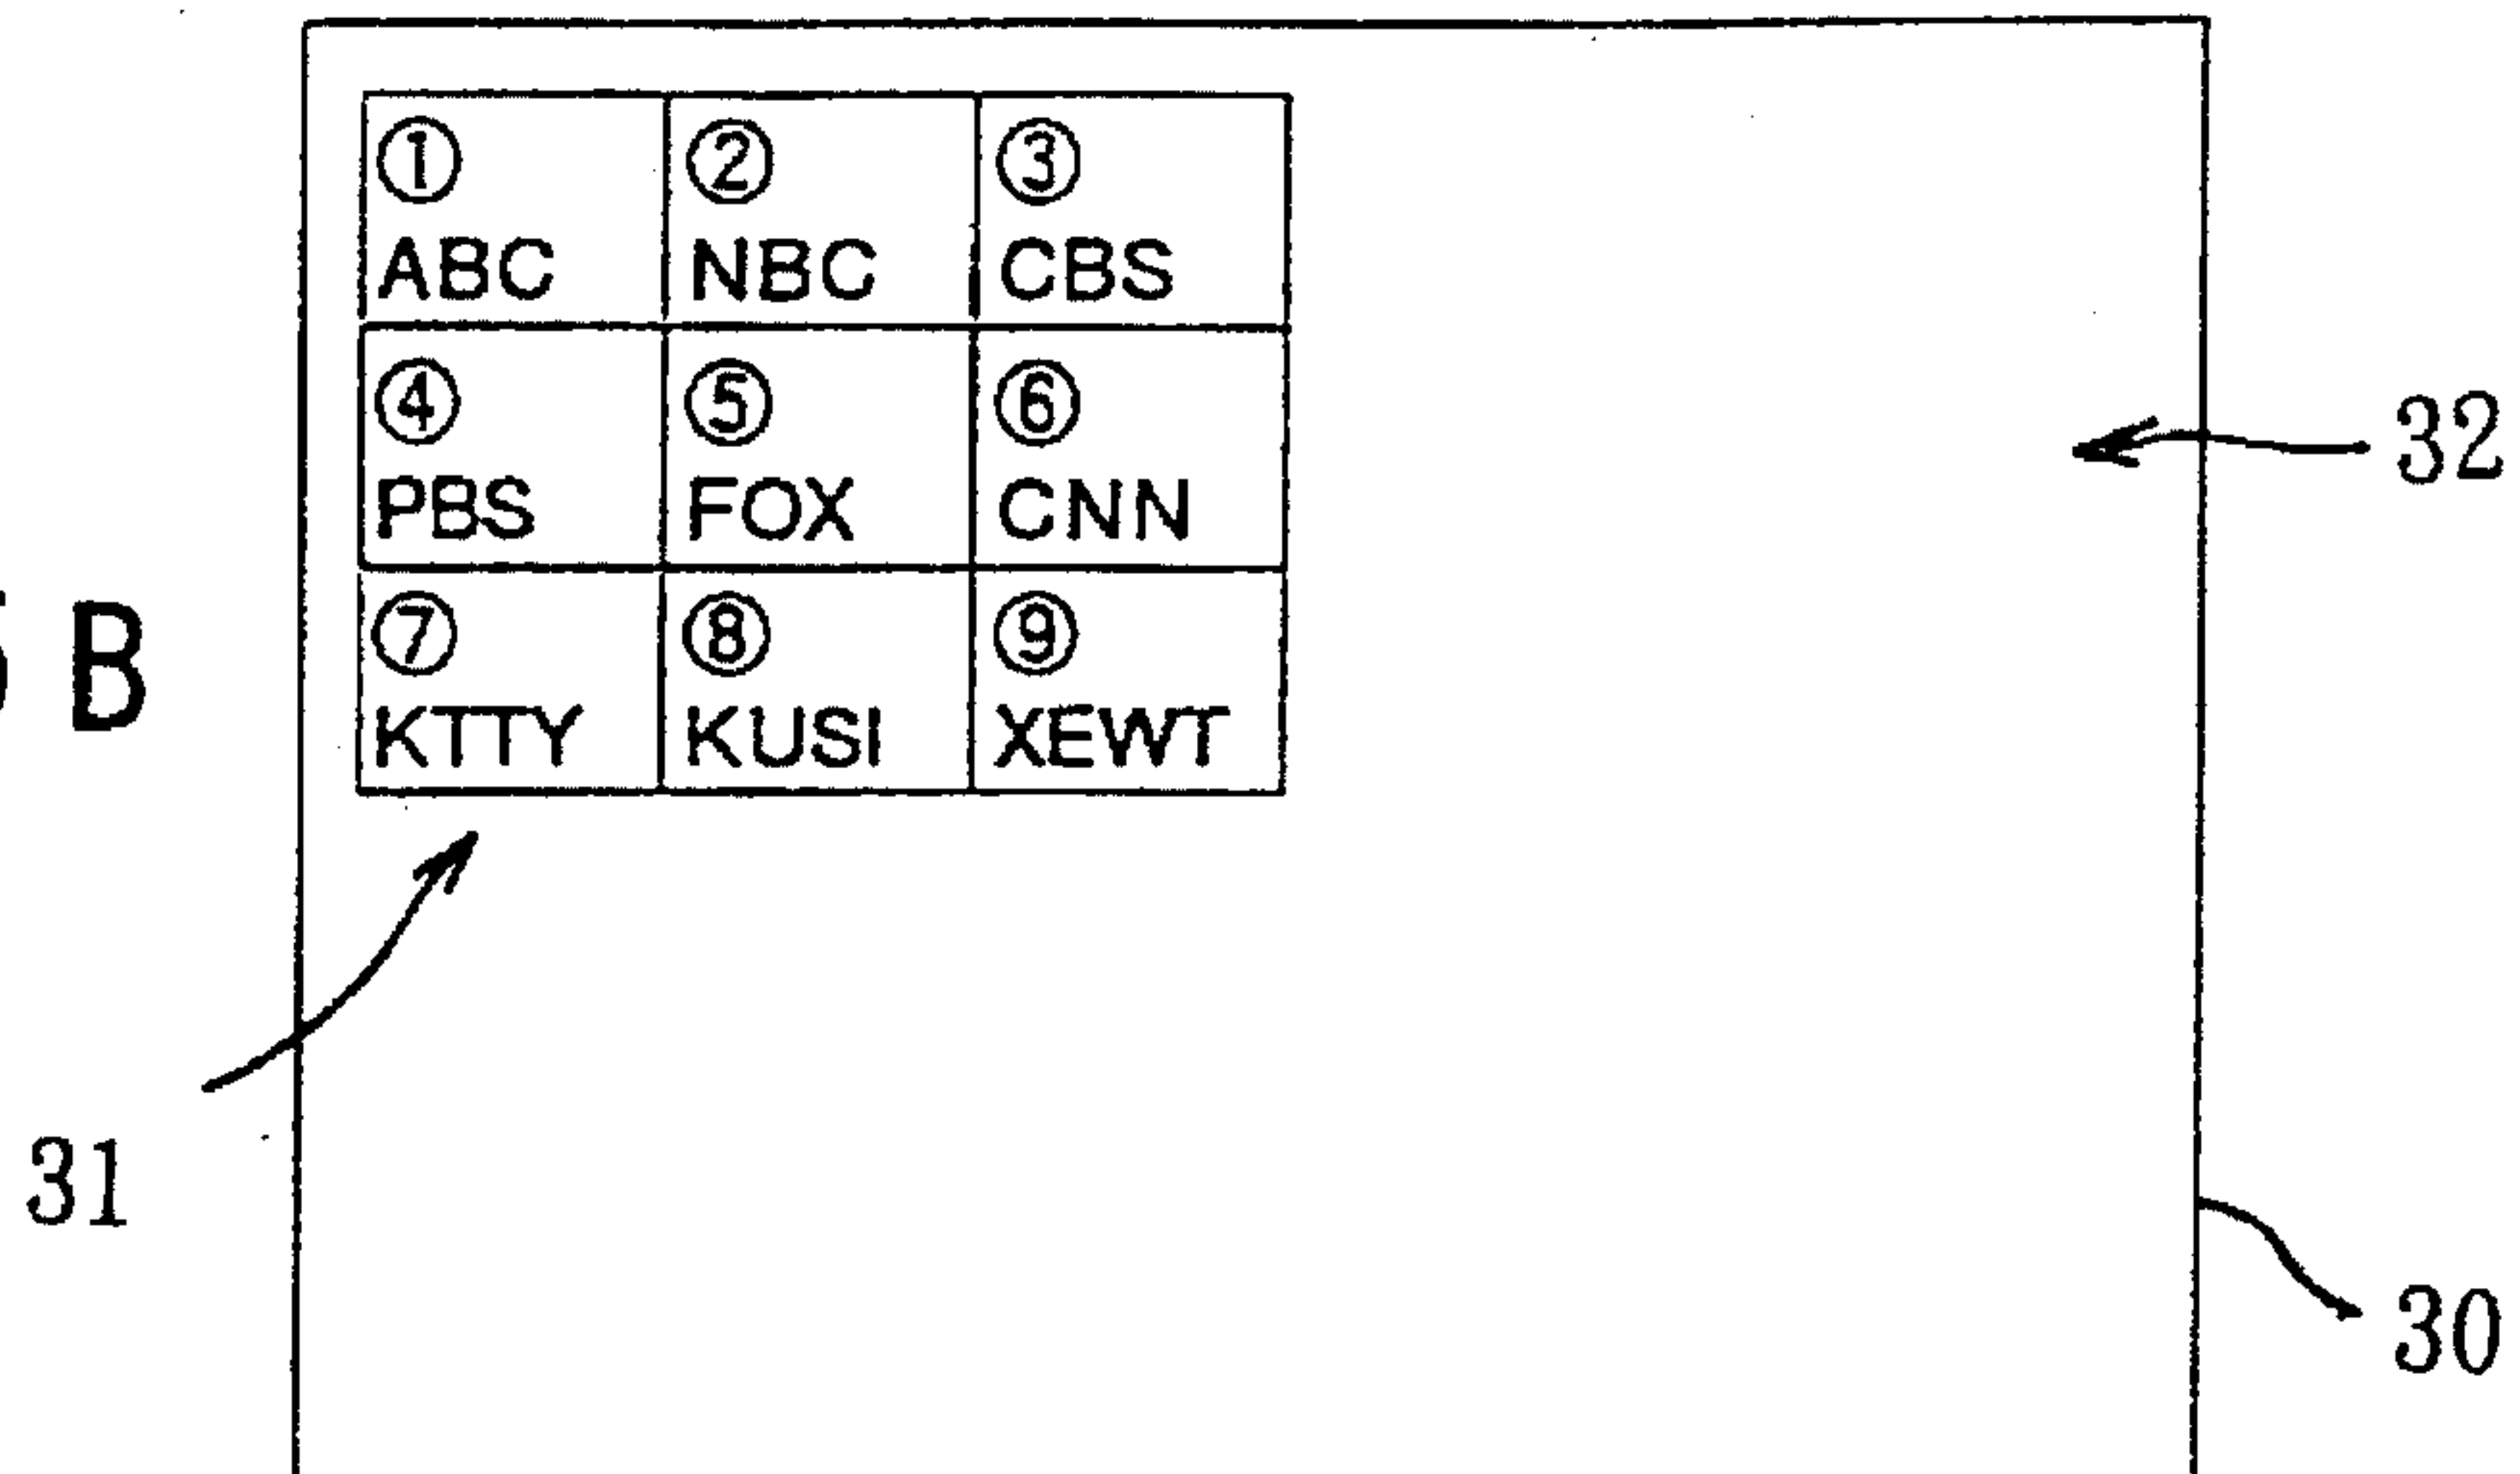 ① ② ③
ABC NBC CBS
④ ⑤ ⑥
32
PBS FOX CNN
B
⑦ ⑧ ⑨
KTTY KUSI XEWT
31
30